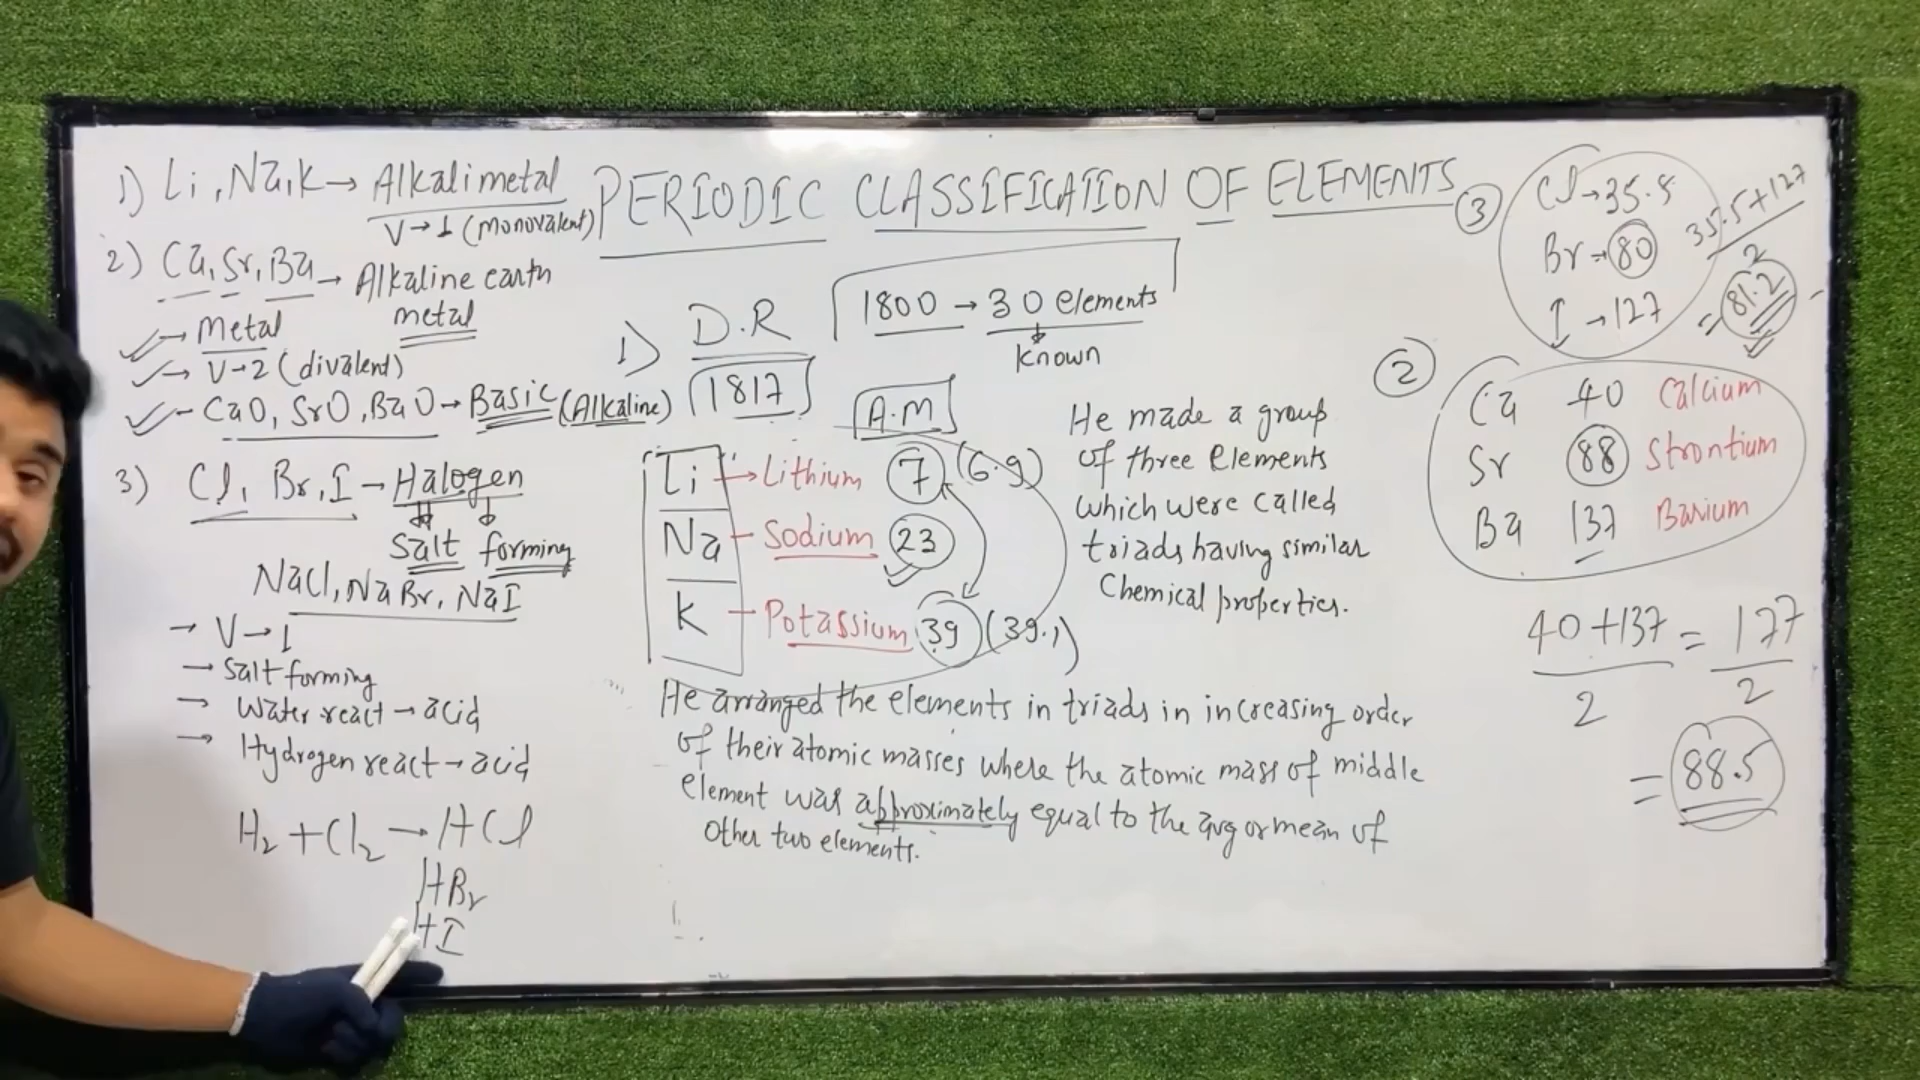 PERIODIC CLASSIFICATION OF ELEMENTS
1) Li, Na, K → Alkali metal
V→1 (monovalent)
2) Ca, Sr, Ba → Alkaline earth
metal
→ Metal
→ V→2 (divalent)
- CaO, SrO, BaO → Basic (Alkaline)
3) Cl, Br, I - Halogen
Salt forming
NaCl, NaBr, NaI
→ V→1
→ Salt forming
→ Water react → acid
→ Hydrogen react → acid
H2 + Cl2 → HCl
HBr
HI
1) D.R
1817
1800 → 30 elements
known
A.M
Li → Lithium 7 (6.9)
Na - Sodium 23
K - Potassium 39 (39.1)
He made a group
of three elements
which were called
triads having similar
Chemical properties.
He arranged the elements in triads in increasing order
of their atomic masses where the atomic mass of middle
element was approximately equal to the avg or mean of
Other two elements.
3
Cl → 35.5
Br → 80
I → 127
35.5+127
2
= 81.2
2
Ca 40 Calcium
Sr 88 Strontium
Ba 137 Barium
40+137 = 177
2 2
= 88.5